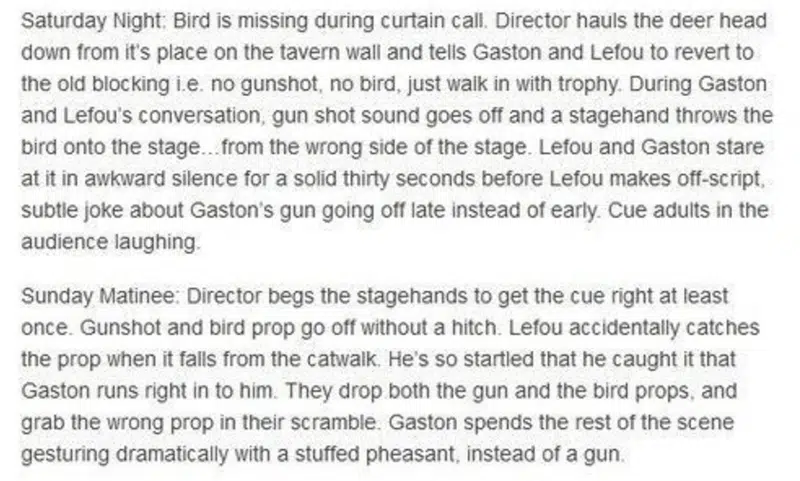 Saturday Night: Bird is missing during curtain call. Director hauls the deer head
down from it's place on the tavern wall and tells Gaston and Lefou to revert to
the old blocking i.e. no gunshot, no bird, just walk in with trophy. During Gaston
and Lefou's conversation, gun shot sound goes off and a stagehand throws the
bird onto the stage...from the wrong side of the stage. Lefou and Gaston stare
at it in awkward silence for a solid thirty seconds before Lefou makes off-script,
subtle joke about Gaston's gun going off late instead of early. Cue adults in the
audience laughing.
Sunday Matinee: Director begs the stagehands to get the cue right at least
once. Gunshot and bird prop go off without a hitch. Lefou accidentally catches
the prop when it falls from the catwalk. He's so startled that he caught it that
Gaston runs right in to him. They drop both the gun and the bird props, and
grab the wrong prop in their scramble. Gaston spends the rest of the scene
gesturing dramatically with a stuffed pheasant, instead of a gun.